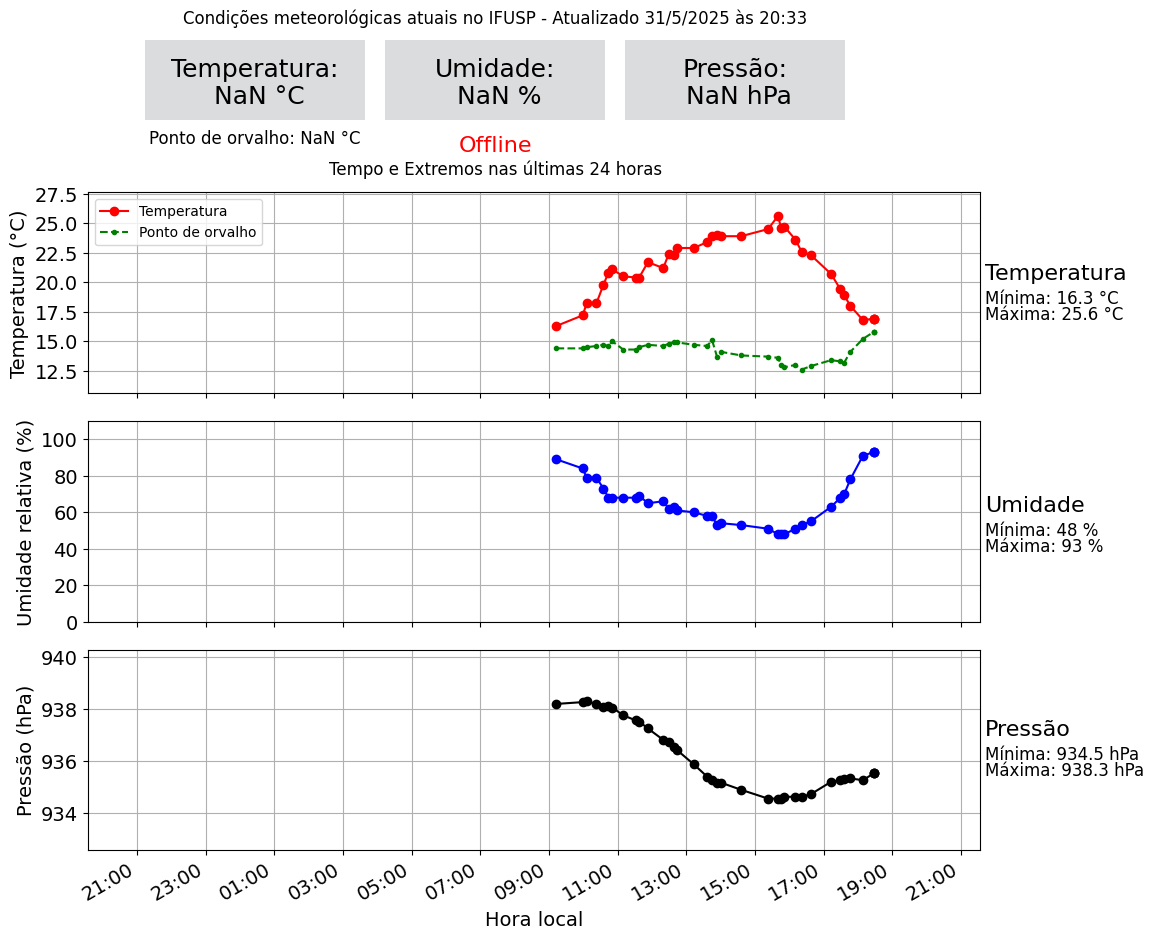 Condições meteorológicas atuais no IFUSP - Atualizado 31/5/2025 às 20:33
Temperatura:
NaN °C
Umidade:
NaN %
Pressão:
NaN hPa
Ponto de orvalho: NaN °C
Offline
Tempo e Extremos nas últimas 24 horas
Temperatura (°C)
27.5
25.0
22.5
20.0
17.5
15.0
12.5
Temperatura
Ponto de orvalho
Temperatura
Mínima: 16.3 °C
Máxima: 25.6 °C
Umidade relativa (%)
100
80
60
40
20
0
Umidade
Mínima: 48 %
Máxima: 93 %
Pressão (hPa)
940
938
936
934
Pressão
Mínima: 934.5 hPa
Máxima: 938.3 hPa
21:00
23:00
01:00
03:00
05:00
07:00
09:00
11:00
13:00
15:00
17:00
19:00
21:00
Hora local